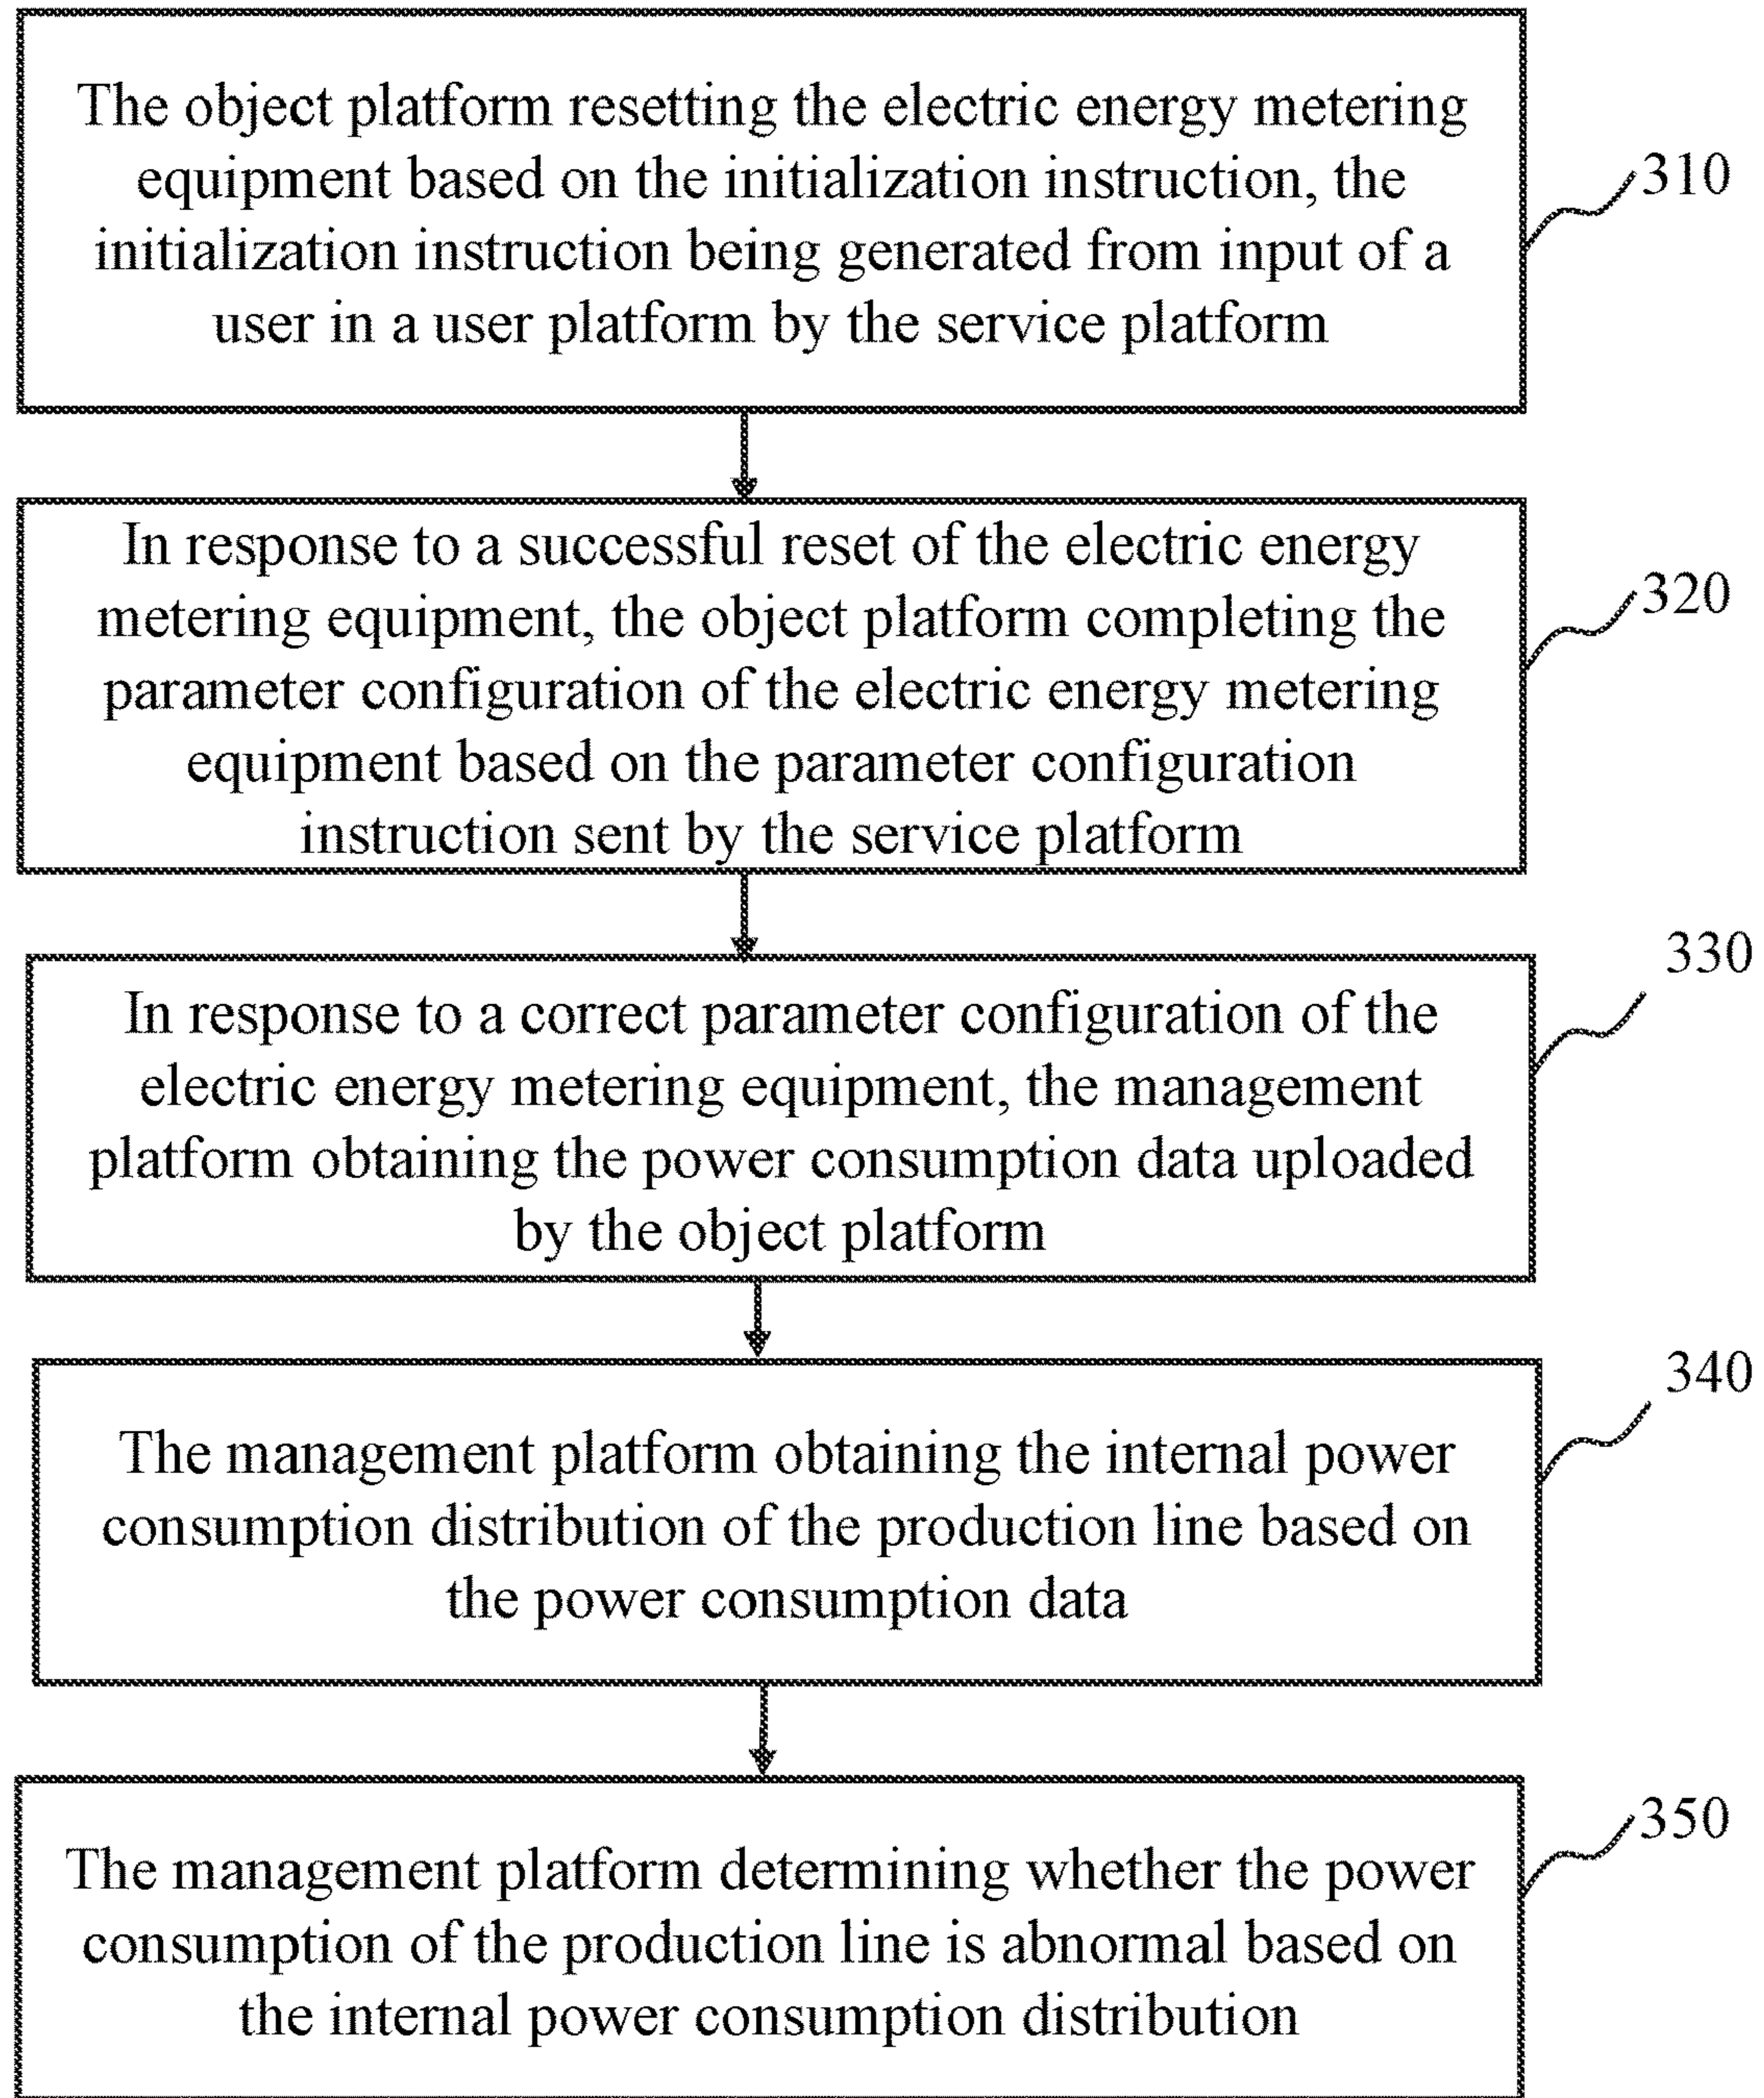 The object platform resetting the electric energy metering
equipment based on the initialization instruction, the
initialization instruction being generated from input of a
user in a user platform by the service platform
310
In response to a successful reset of the electric energy
metering equipment, the object platform completing the
parameter configuration of the electric energy metering
equipment based on the parameter configuration
instruction sent by the service platform
320
In response to a correct parameter configuration of the
electric energy metering equipment, the management
platform obtaining the power consumption data uploaded
by the object platform
330
The management platform obtaining the internal power
consumption distribution of the production line based on
the power consumption data
340
The management platform determining whether the power
consumption of the production line is abnormal based on
the internal power consumption distribution
350